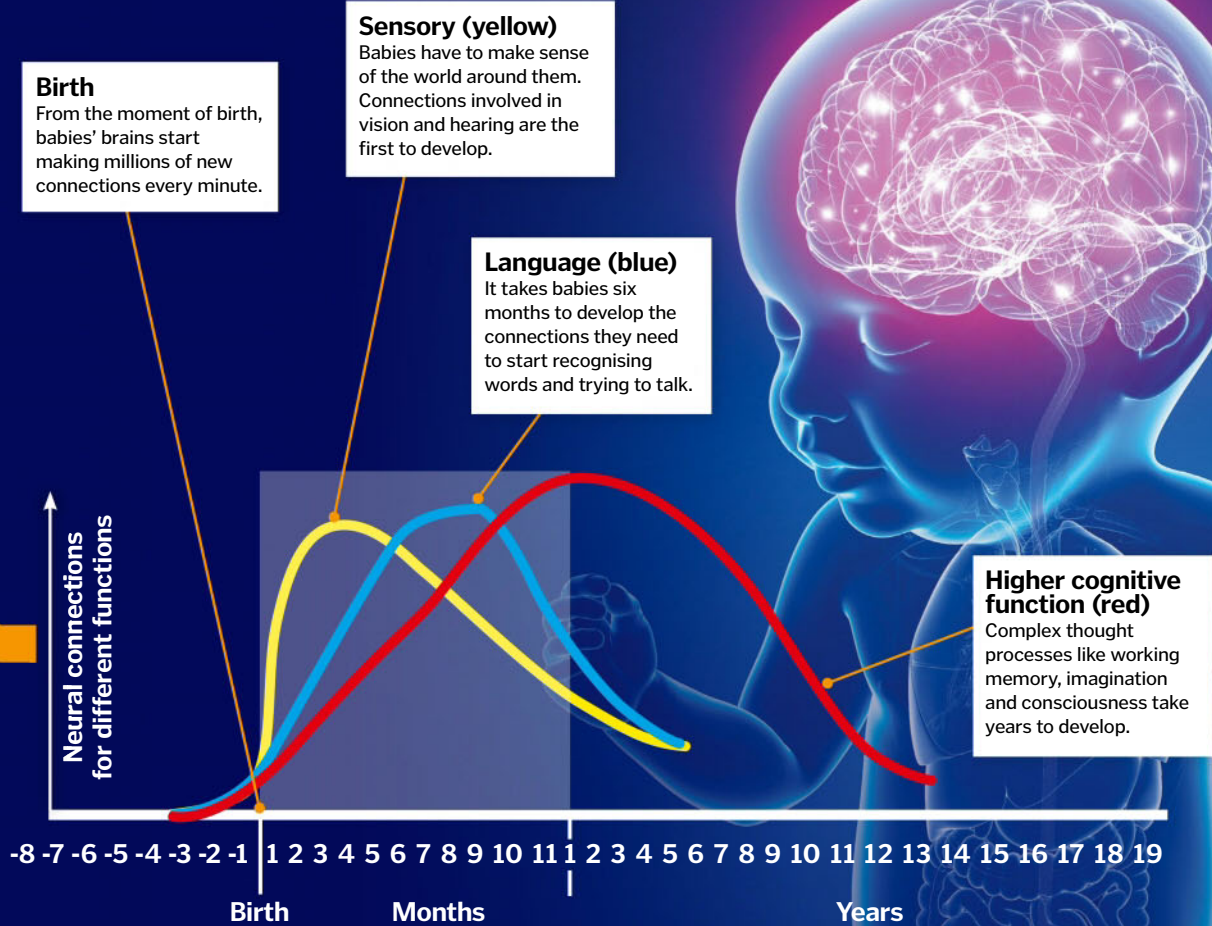 Birth
From the moment of birth,
babies’ brains start
making millions of new
connections every minute.
Sensory (yellow)
Babies have to make sense
of the world around them.
Connections involved in
vision and hearing are the
first to develop.
Language (blue)
It takes babies six
months to develop the
connections they need
to start recognising
words and trying to talk.
Higher cognitive
function (red)
Complex thought
processes like working
memory, imagination
and consciousness take
years to develop.
Neural connections
for different functions
-8 -7 -6 -5 -4 -3 -2 -1 1 2 3 4 5 6 7 8 9 10 11 1 2 3 4 5 6 7 8 9 10 11 12 13 14 15 16 17 18 19
Birth Months Years